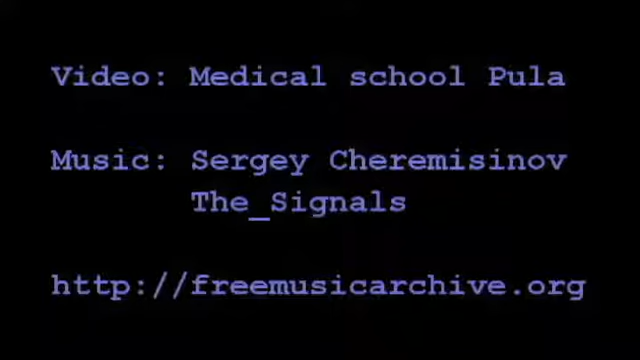 Video: Medical school Pula
Music: Sergey Cheremisinov
The_Signals
http://freemusicarchive.org